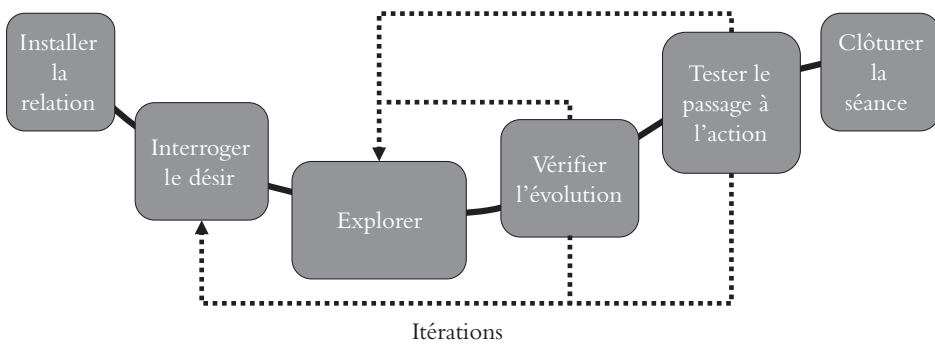 Installer
la
relation
Interroger
le désir
Explorer
Vérifier
l’évolution
Tester le
passage à
l’action
Clôturer
la
séance
Itérations